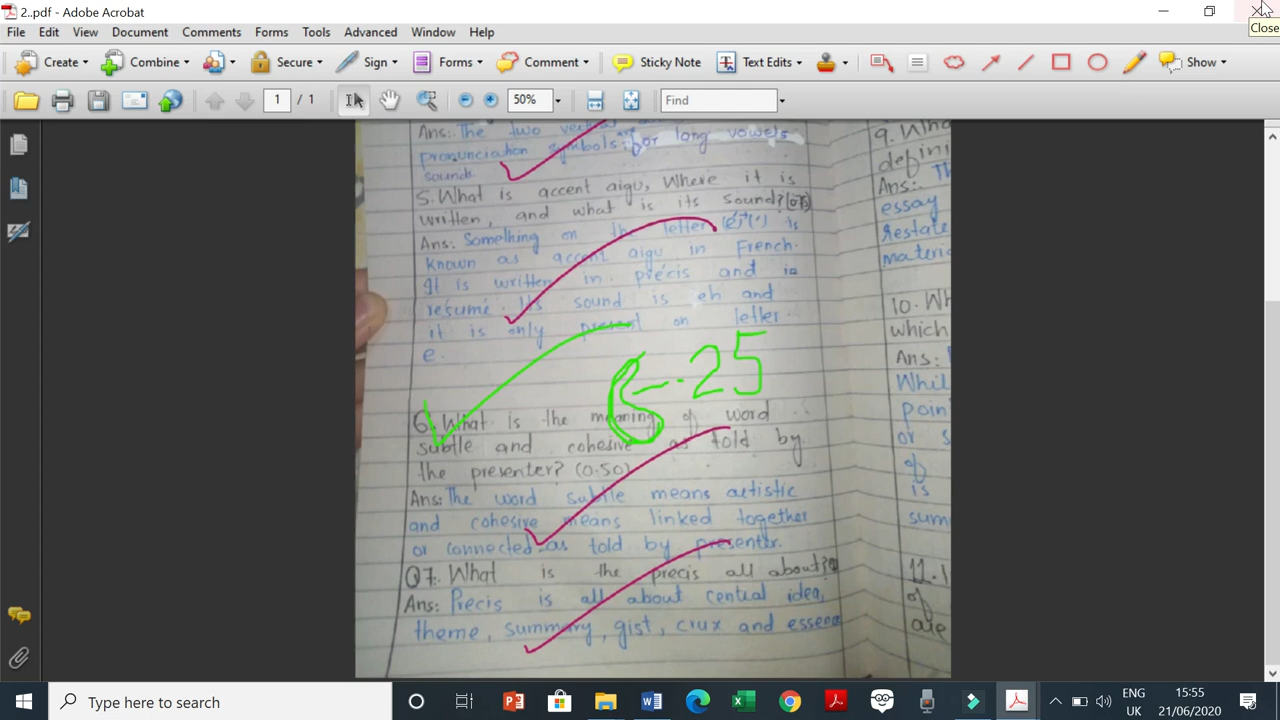 2..pdf - Adobe Acrobat
Close
File Edit View Document Comments Forms Tools Advanced Window Help
Create Combine Secure Sign Forms Comment Sticky Note Text Edits Show
1 / 1 50% Find
Ans:. The two
pronunciation symbols for long vowels
sounds.
5. What is accent aigu, Where it is
written, and what is its sound?
Ans: Something on the letter (é) (') is
known as accent aigu in French.
It is written in précis and in
résumé. Its sound is eh and
it is only present on letter
e.
6.25
6. What is the meaning of word
subtle and cohesive as told by
the presenter? (0.50)
Ans: The word subtle means artistic
and cohesive means linked together
or connected as told by presenter.
Q7. What is the precis all about?
Ans: Precis is all about central idea,
theme, summary, gist, crux and essence
9. Wha
defini
Ans: Th
essay
restate
materia
10. Wh
which
Ans:
Whil
poin
or s
of
is
sum
11.
of
are
Type here to search
ENG
UK
15:55
21/06/2020